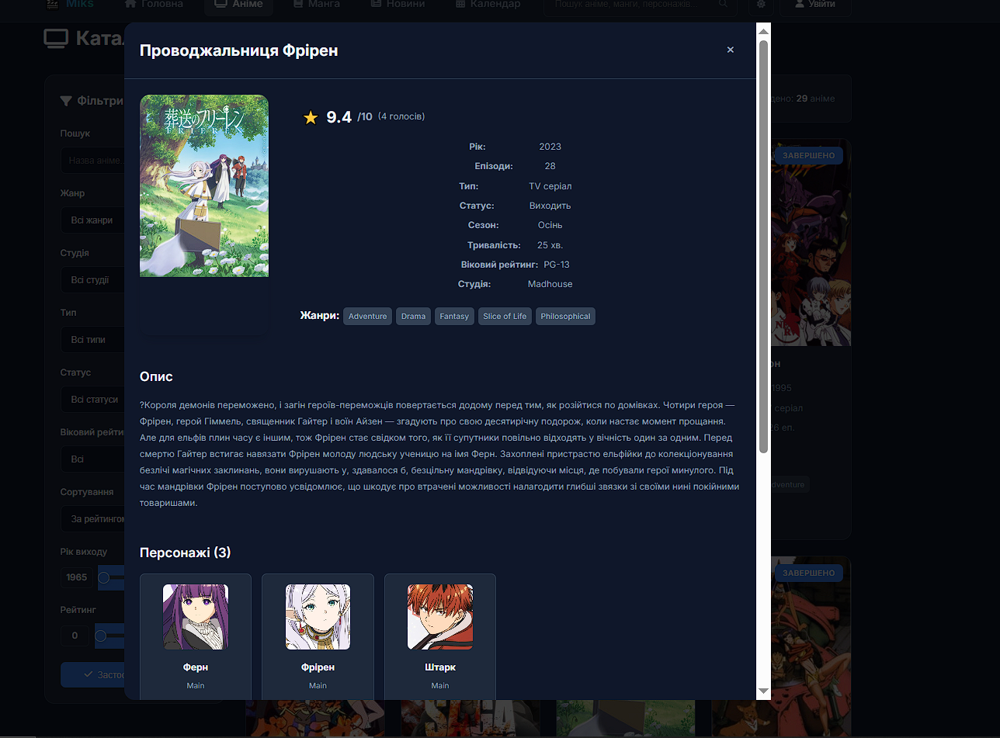 Miks
Головна
Аніме
Манга
Новини
Календар
Пошук аніме, манги, персонажів...
Увійти
Ката
Проводжальниця Фрірен
×
Фільтри
Пошук
Назва аніме
Жанр
Всі жанри
Студія
Всі студії
Тип
Всі типи
Статус
Всі статуси
Віковий рейти
Всі
Сортування
За рейтингом
Рік виходу
1965
Рейтинг
0
Застос
葬送のフリーレン
FRIEREN
9.4 /10 (4 голосів)
Рік: 2023
Епізоди: 28
Тип: TV серіал
Статус: Виходить
Сезон: Осінь
Тривалість: 25 хв.
Віковий рейтинг: PG-13
Студія: Madhouse
Жанри: Adventure Drama Fantasy Slice of Life Philosophical
Опис
?Короля демонів переможено, і загін героїв-переможців повертається додому перед тим, як розійтися по домівках. Чотири героя —
Фрірен, герой Гіммель, священник Гайтер і воїн Айзен — згадують про свою десятирічну подорож, коли настає момент прощання.
Але для ельфів плин часу є іншим, тож Фрірен стає свідком того, як її супутники повільно відходять у вічність один за одним. Перед
смертю Гайтер встигає навязати Фрірен молоду людську ученицю на імя Ферн. Захоплені пристрастю ельфійки до колекціонування
безлічі магічних заклинань, вони вирушають у, здавалося б, безцільну мандрівку, відвідуючи місця, де побували герої минулого. Під
час мандрівки Фрірен поступово усвідомлює, що шкодує про втрачені можливості налагодити глибші звязки зі своїми нині покійними
товаришами.
Персонажі (3)
Ферн
Main
Фрірен
Main
Штарк
Main
дено: 29 аніме
ЗАВЕРШЕНО
он
1995
серіал
26 еп.
dventure
ЗАВЕРШЕНО